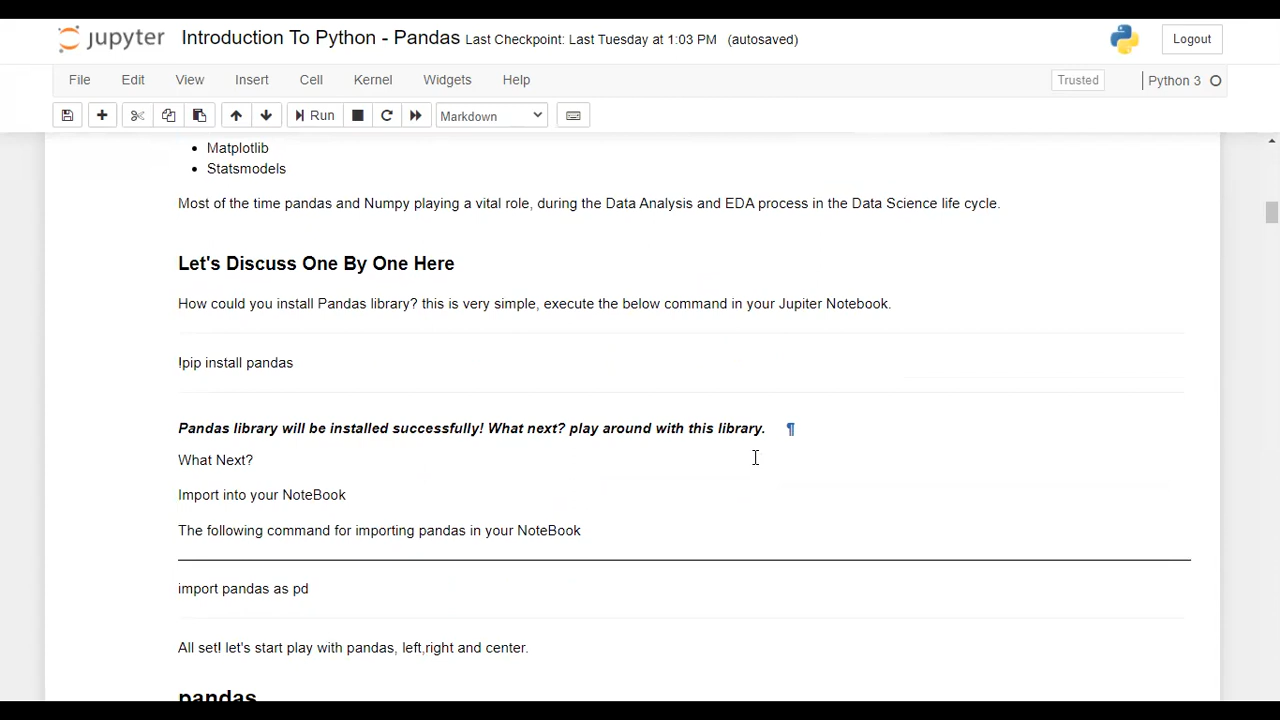 jupyter Introduction To Python - Pandas Last Checkpoint: Last Tuesday at 1:03 PM (autosaved) Logout
File Edit View Insert Cell Kernel Widgets Help Trusted Python 3
Run Markdown
Matplotlib
Statsmodels
Most of the time pandas and Numpy playing a vital role, during the Data Analysis and EDA process in the Data Science life cycle.
Let's Discuss One By One Here
How could you install Pandas library? this is very simple, execute the below command in your Jupiter Notebook.
!pip install pandas
Pandas library will be installed successfully! What next? play around with this library. ¶
What Next?
Import into your NoteBook
The following command for importing pandas in your NoteBook
import pandas as pd
All set! let's start play with pandas, left,right and center.
pandas